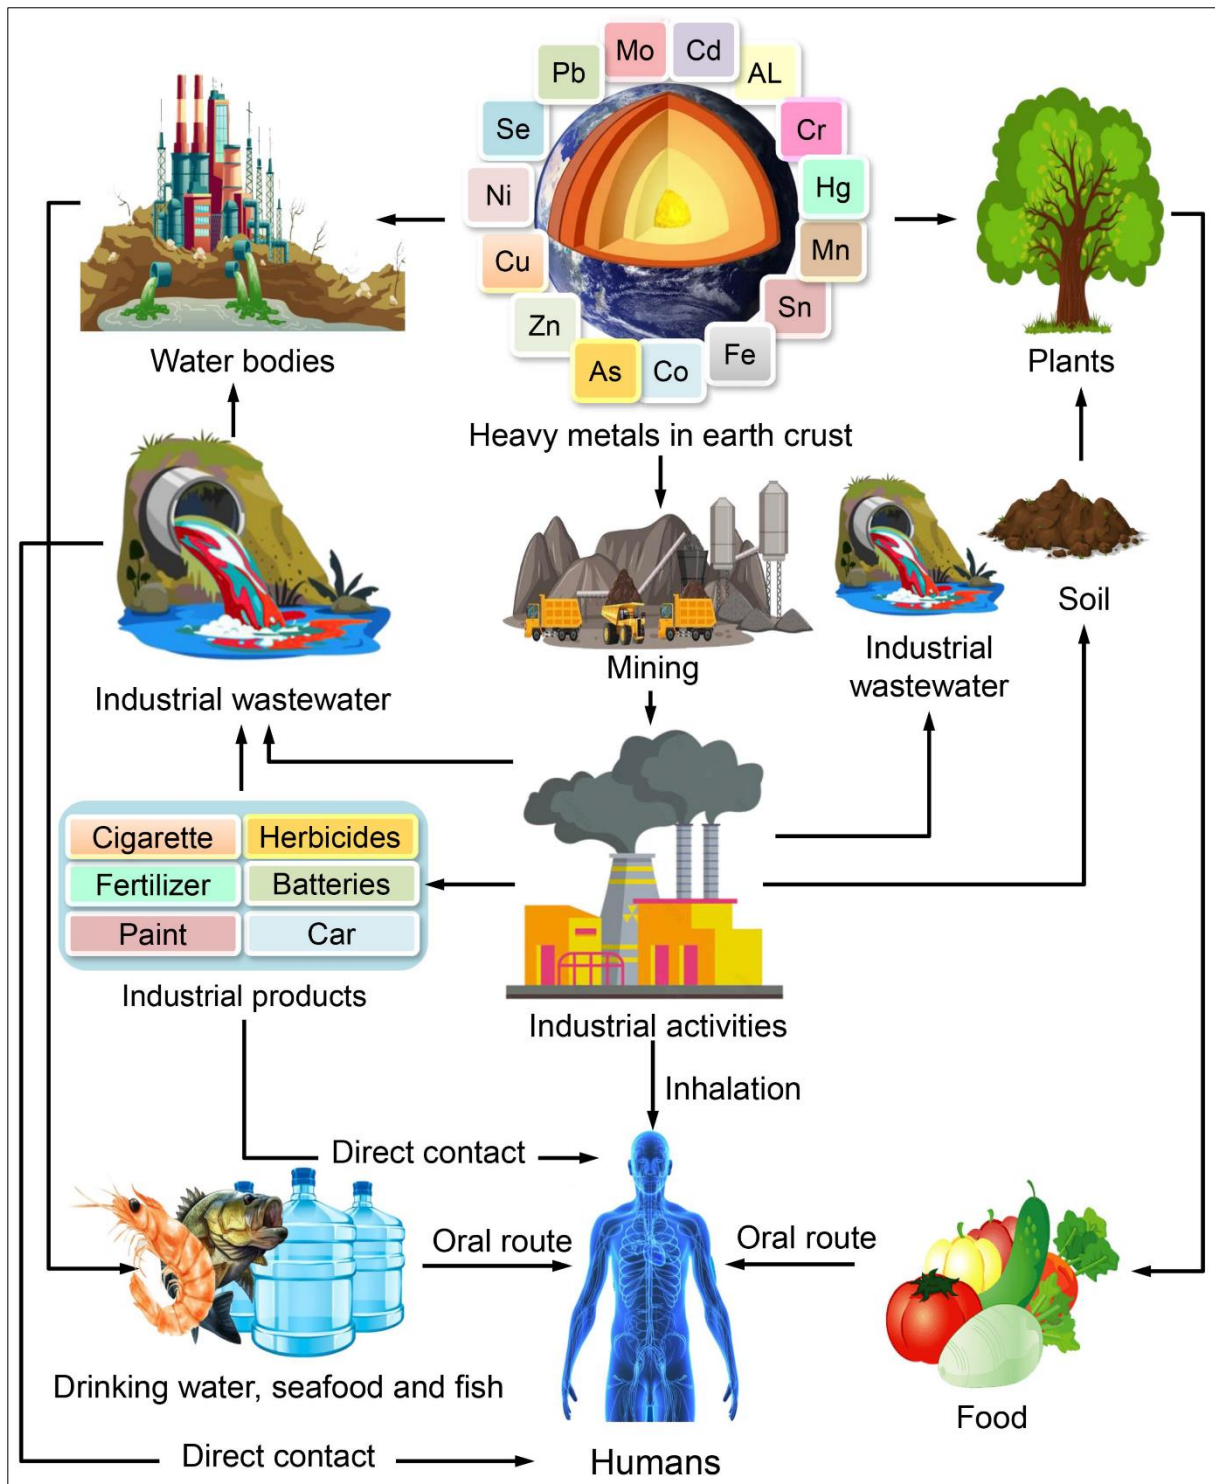 Mo
Cd
Pb
AL
Se
Cr
Ni
Hg
Cu
Mn
Zn
Sn
As
Co
Fe
Water bodies
Heavy metals in earth crust
Plants
Soil
Mining
Industrial
wastewater
Industrial wastewater
Cigarette
Herbicides
Fertilizer
Batteries
Paint
Car
Industrial products
Industrial activities
Inhalation
Direct contact
Oral route
Oral route
Drinking water, seafood and fish
Food
Direct contact
Humans